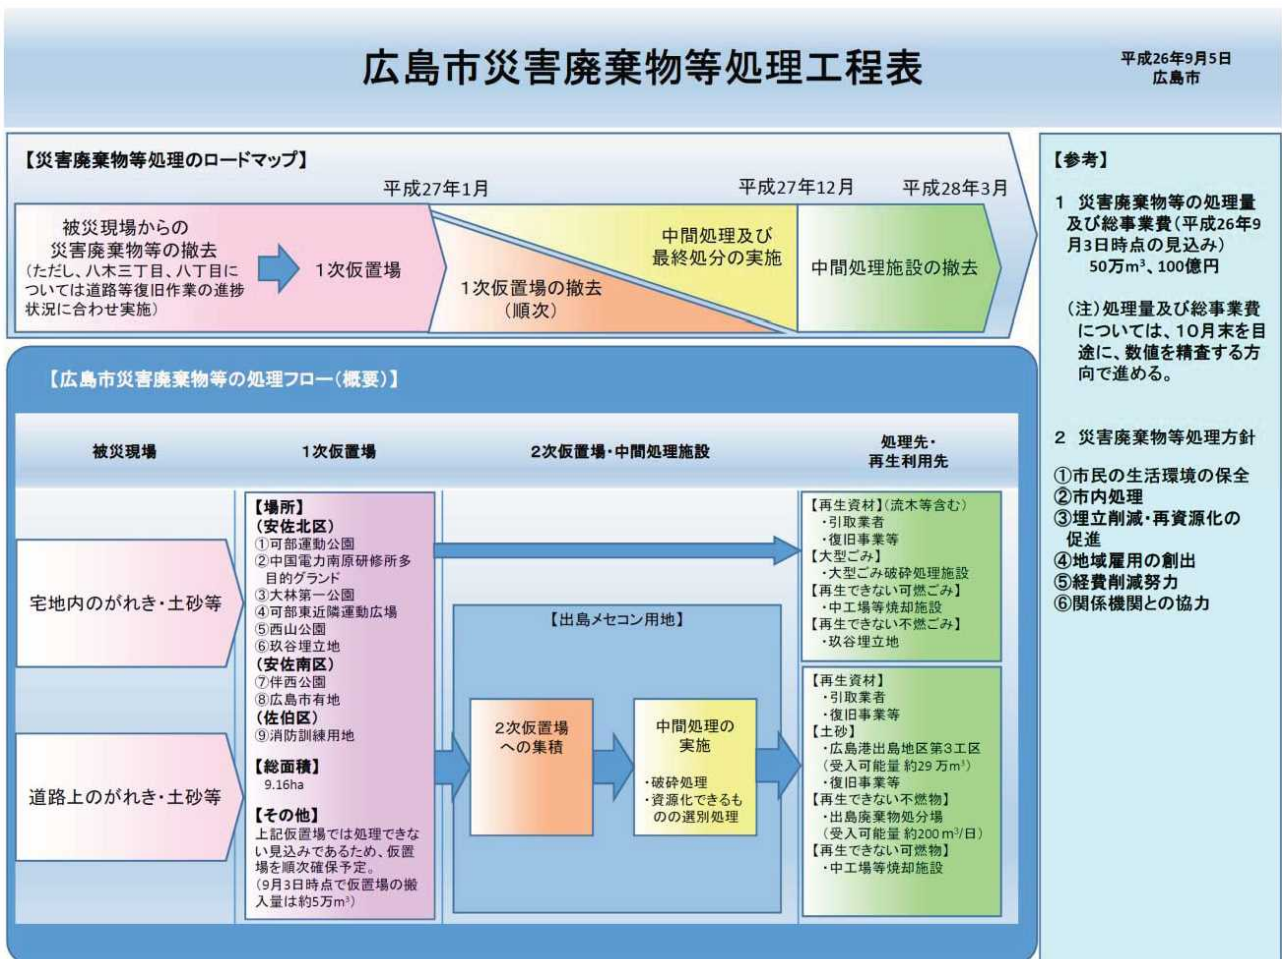 広島市災害廃棄物等処理工程表
平成26年9月5日
広島市
【災害廃棄物等処理のロードマップ】
平成27年1月
平成27年12月
平成28年3月
被災現場からの
災害廃棄物等の撤去
(ただし、八木三丁目、八丁目に
ついては道路等復旧作業の進捗
状況に合わせ実施)
1次仮置場
1次仮置場の撤去
(順次)
中間処理及び
最終処分の実施
中間処理施設の撤去
【広島市災害廃棄物等の処理フロー(概要)】
被災現場
1次仮置場
2次仮置場・中間処理施設
処理先・
再生利用先
宅地内のがれき・土砂等
道路上のがれき・土砂等
【場所】
(安佐北区)
①可部運動公園
②中国電力南原研修所多
目的グランド
③大林第一公園
④可部東近隣運動広場
⑤西山公園
⑥玖谷埋立地
(安佐南区)
⑦伴西公園
⑧広島市有地
(佐伯区)
⑨消防訓練用地
【総面積】
9.16ha
【その他】
上記仮置場では処理できな
い見込みであるため、仮置
場を順次確保予定。
(9月3日時点で仮置場の搬
入量は約5万m³)
【出島メセコン用地】
2次仮置場
への集積
中間処理の
実施
・破砕処理
・資源化できるも
のの選別処理
【再生資材】(流木等含む)
・引取業者
・復旧事業等
【大型ごみ】
・大型ごみ破砕処理施設
【再生できない可燃ごみ】
・中工場等焼却施設
【再生できない不燃ごみ】
・玖谷埋立地
【再生資材】
・引取業者
・復旧事業等
【土砂】
・広島港出島地区第3工区
(受入可能量 約29万m³)
・復旧事業等
【再生できない不燃物】
・出島廃棄物処分場
(受入可能量 約200m³/日)
【再生できない可燃物】
・中工場等焼却施設
【参考】
1 災害廃棄物等の処理量
及び総事業費(平成26年9
月3日時点の見込み)
50万m³、100億円
(注)処理量及び総事業費
については、10月末を目
途に、数値を精査する方
向で進める。
2 災害廃棄物等処理方針
①市民の生活環境の保全
②市内処理
③埋立削減・再資源化の
促進
④地域雇用の創出
⑤経費削減努力
⑥関係機関との協力